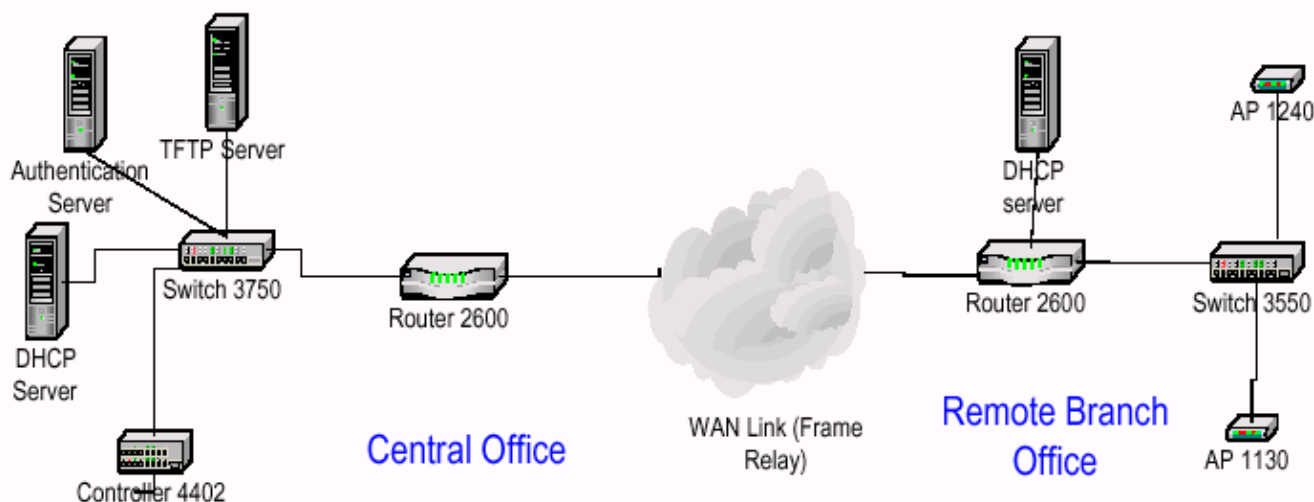 Authentication
Server
TFTP Server
DHCP
Server
Switch 3750
Controller 4402
Router 2600
Central Office
WAN Link (Frame
Relay)
DHCP
server
Router 2600
Remote Branch
Office
AP 1240
Switch 3550
AP 1130